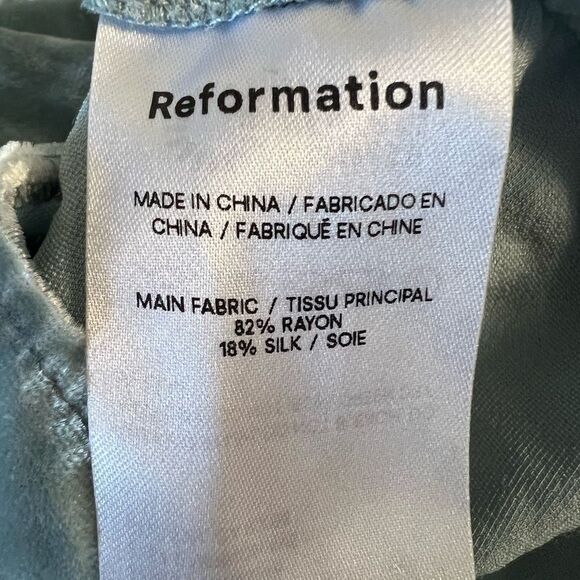 Reformation
MADE IN CHINA / FABRICADO EN
CHINA / FABRIQUÉ EN CHINE
MAIN FABRIC / TISSU PRINCIPAL
82% RAYON
18% SILK / SOIE